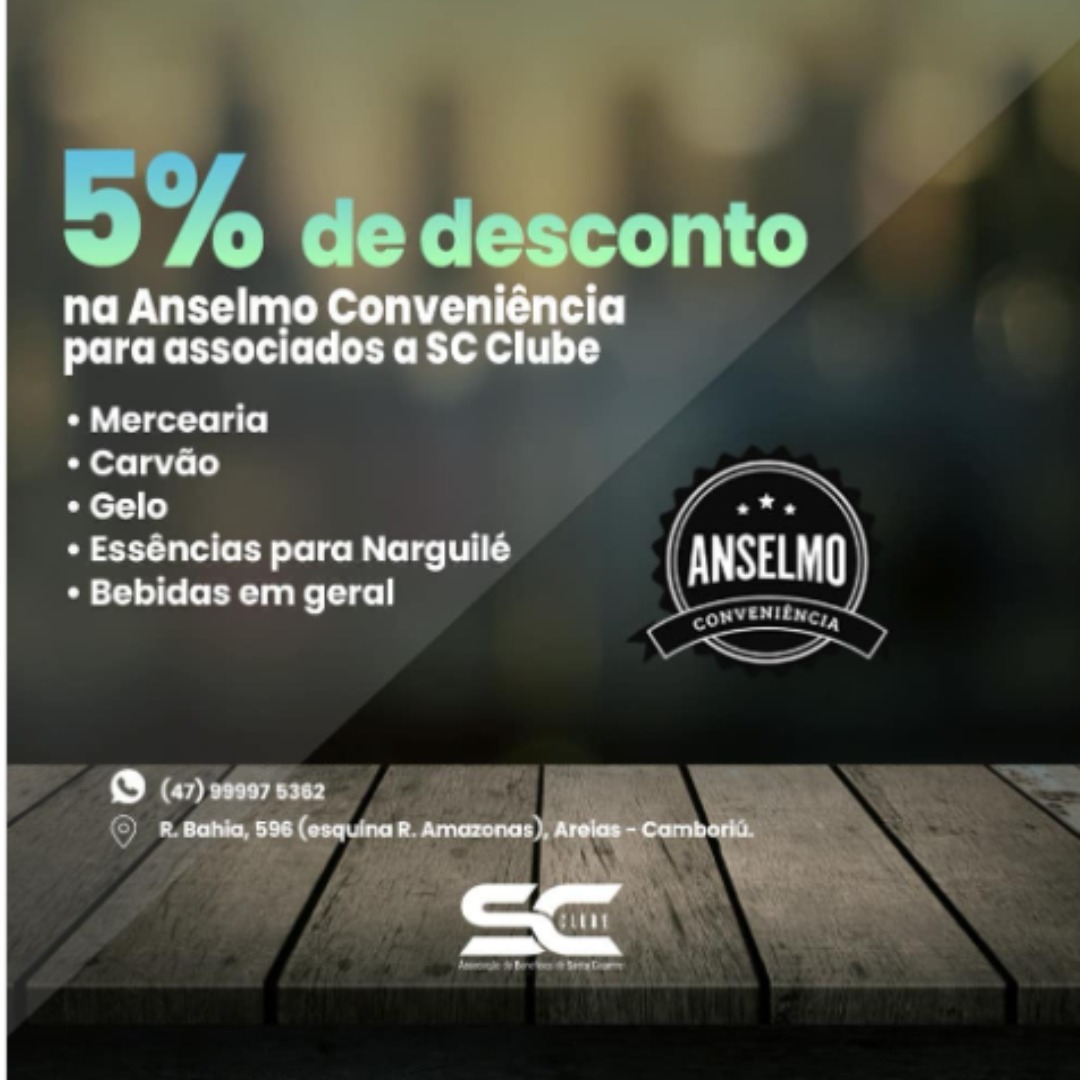 5% de desconto
na Anselmo Conveniência
para associados a SC Clube
• Mercearia
• Carvão
• Gelo
• Essências para Narguilé
• Bebidas em geral
ANSELMO
CONVENIÊNCIA
(47) 99997 5362
R. Bahia, 596 (esquina R. Amazonas), Areias - Camboriú.
SC
CLUBE